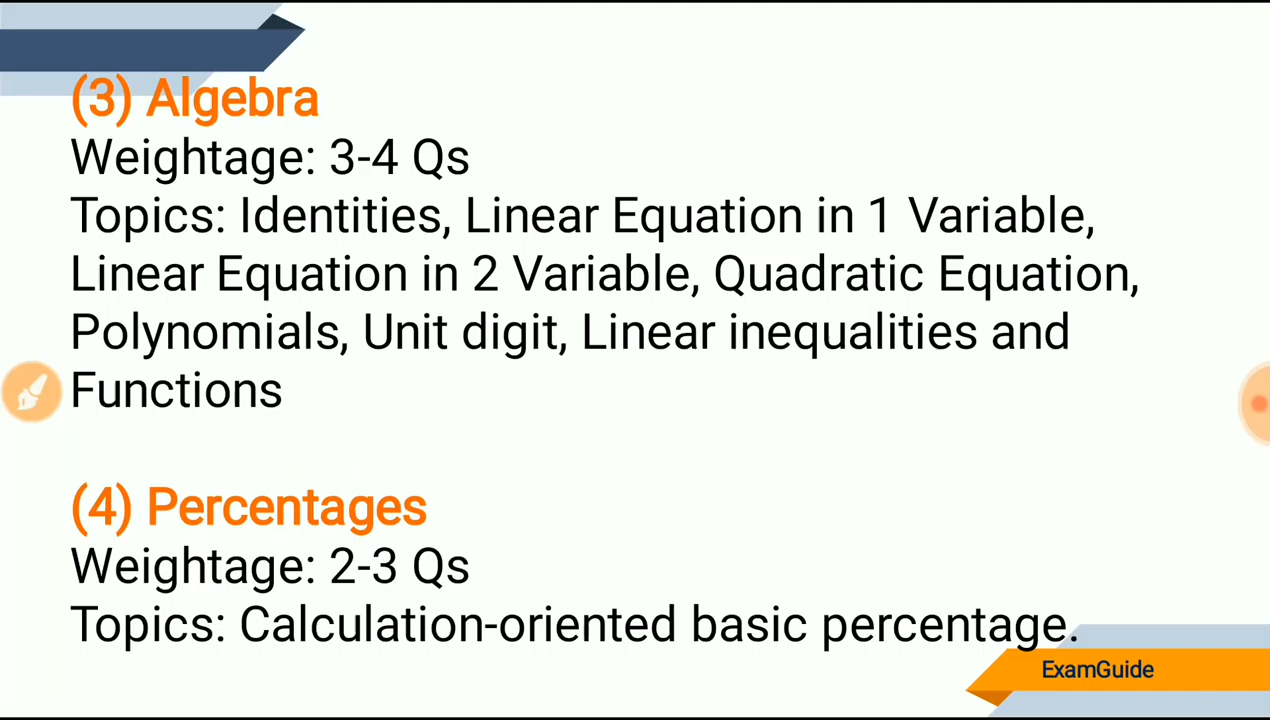 (3) Algebra
Weightage: 3-4 Qs
Topics: Identities, Linear Equation in 1 Variable,
Linear Equation in 2 Variable, Quadratic Equation,
Polynomials, Unit digit, Linear inequalities and
Functions
(4) Percentages
Weightage: 2-3 Qs
Topics: Calculation-oriented basic percentage.
ExamGuide